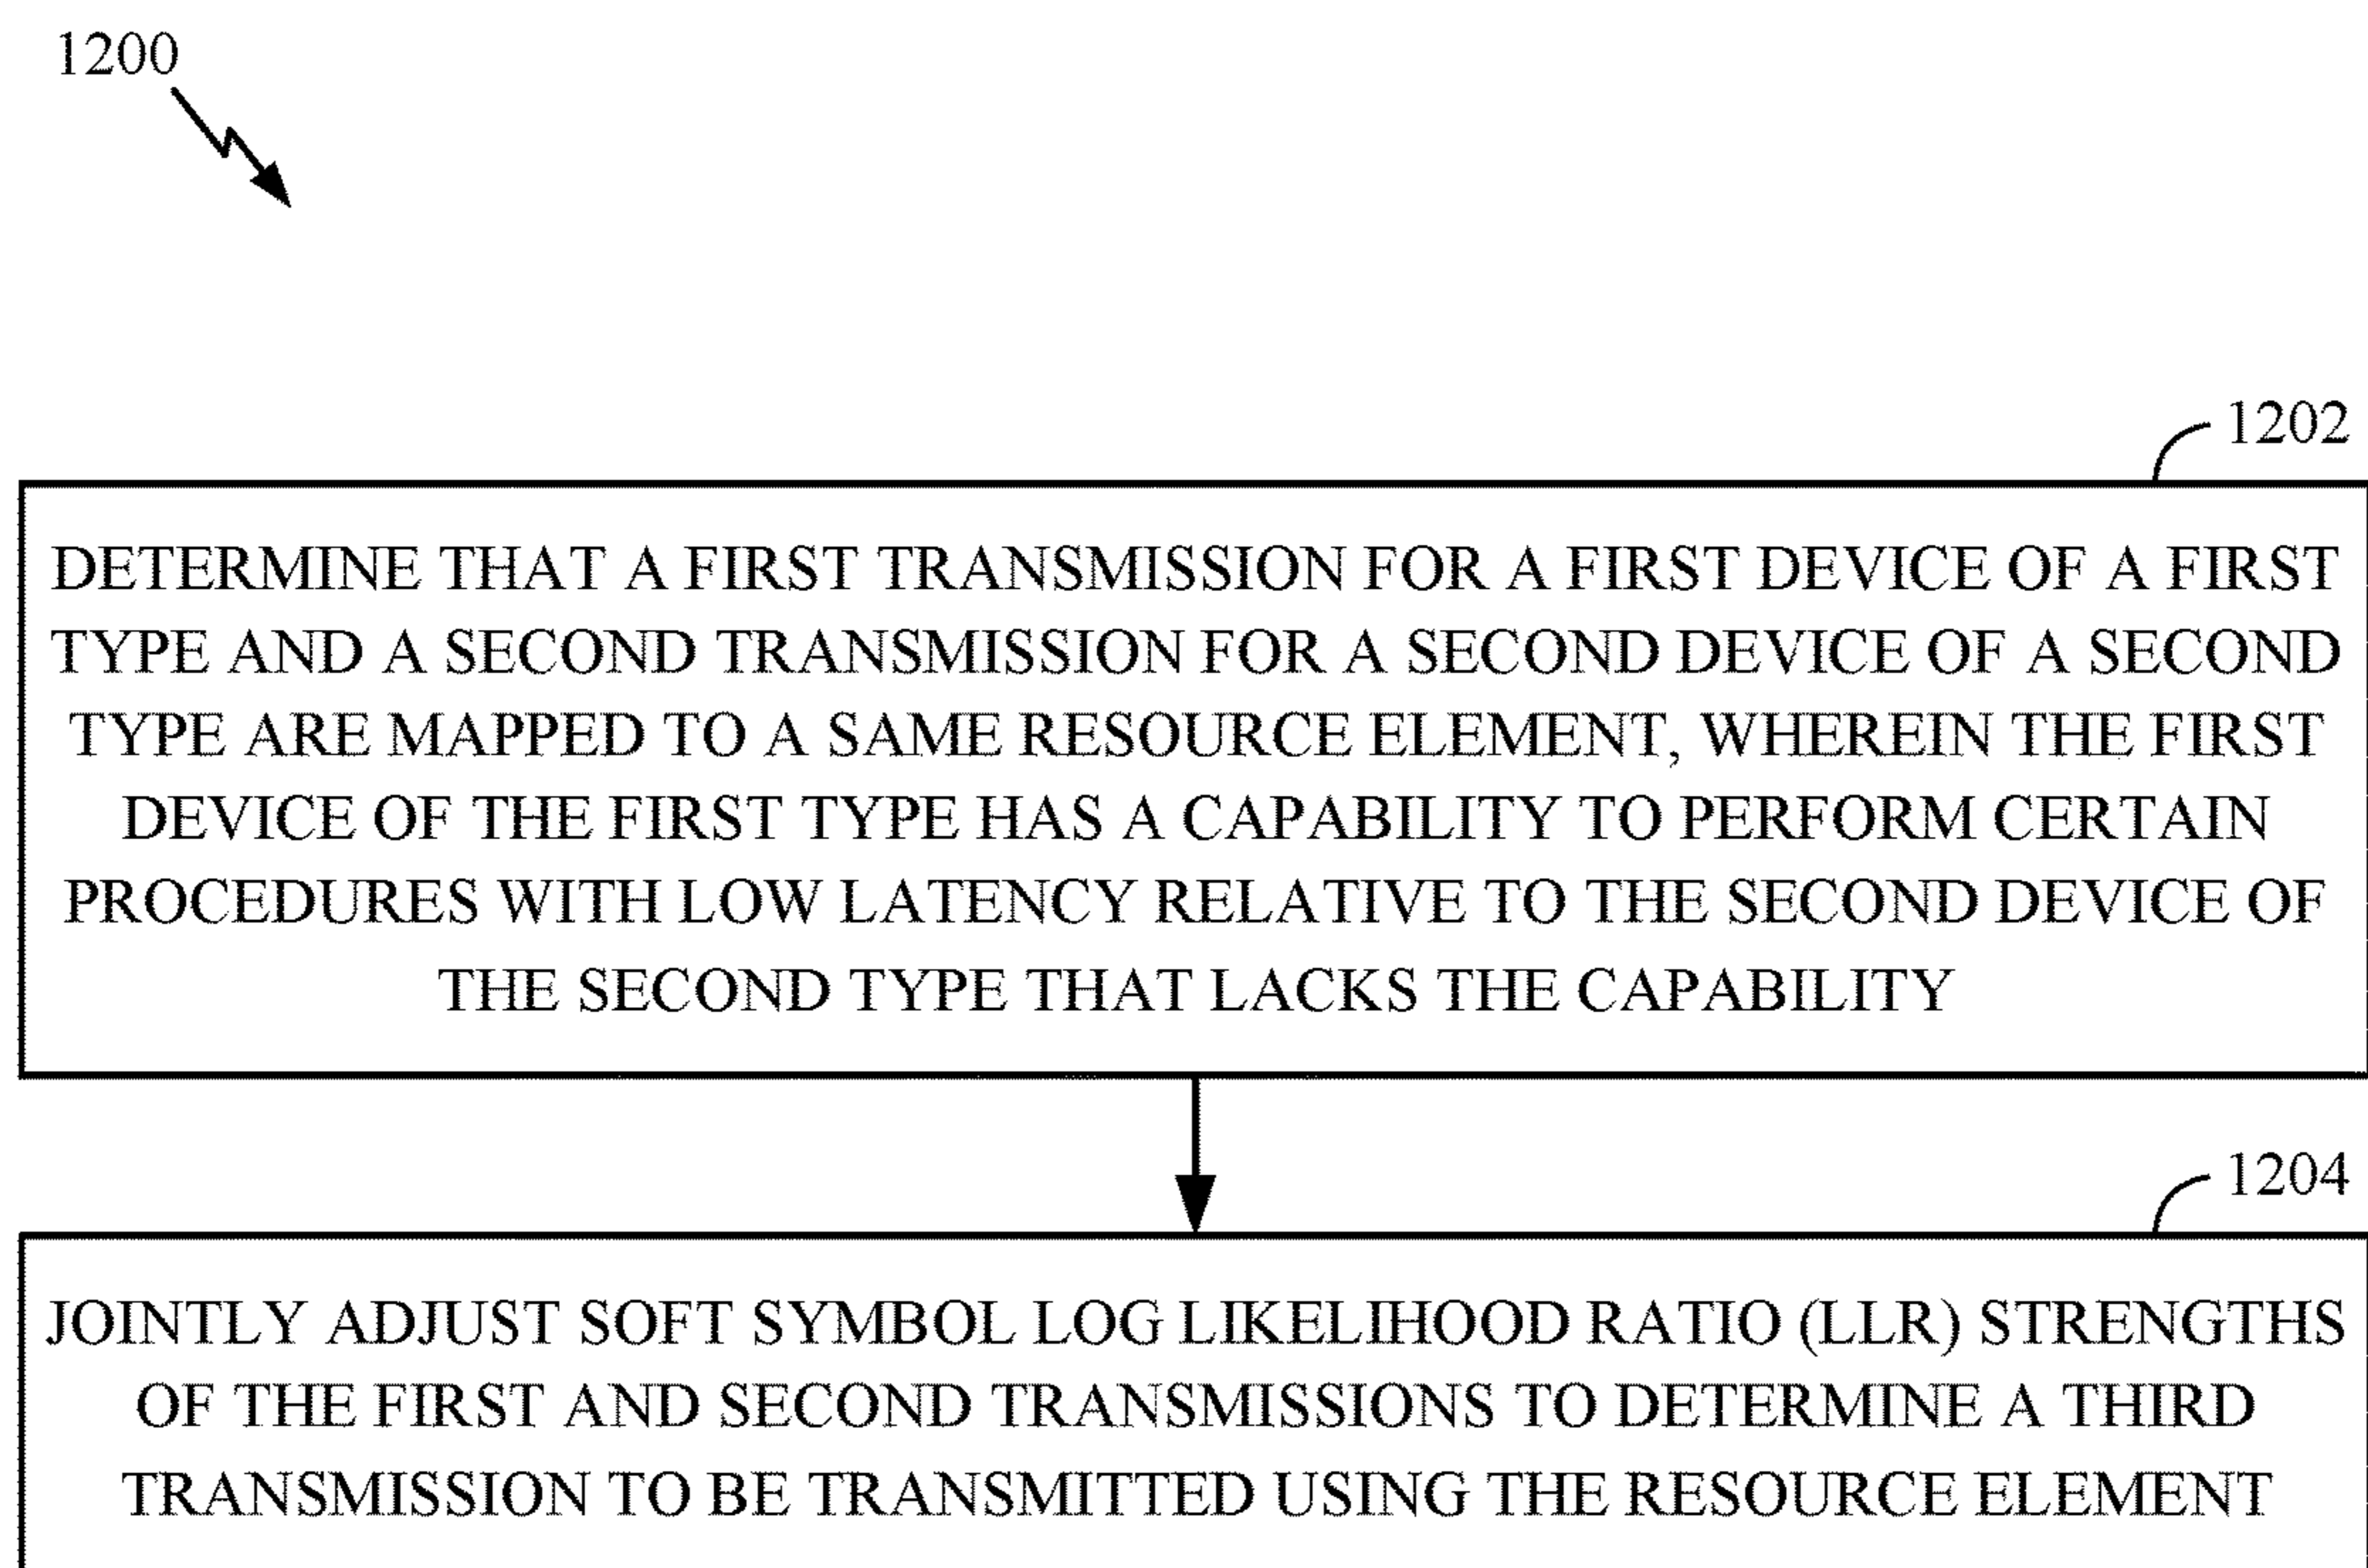 1200
1202
DETERMINE THAT A FIRST TRANSMISSION FOR A FIRST DEVICE OF A FIRST
TYPE AND A SECOND TRANSMISSION FOR A SECOND DEVICE OF A SECOND
TYPE ARE MAPPED TO A SAME RESOURCE ELEMENT, WHEREIN THE FIRST
DEVICE OF THE FIRST TYPE HAS A CAPABILITY TO PERFORM CERTAIN
PROCEDURES WITH LOW LATENCY RELATIVE TO THE SECOND DEVICE OF
THE SECOND TYPE THAT LACKS THE CAPABILITY
1204
JOINTLY ADJUST SOFT SYMBOL LOG LIKELIHOOD RATIO (LLR) STRENGTHS
OF THE FIRST AND SECOND TRANSMISSIONS TO DETERMINE A THIRD
TRANSMISSION TO BE TRANSMITTED USING THE RESOURCE ELEMENT